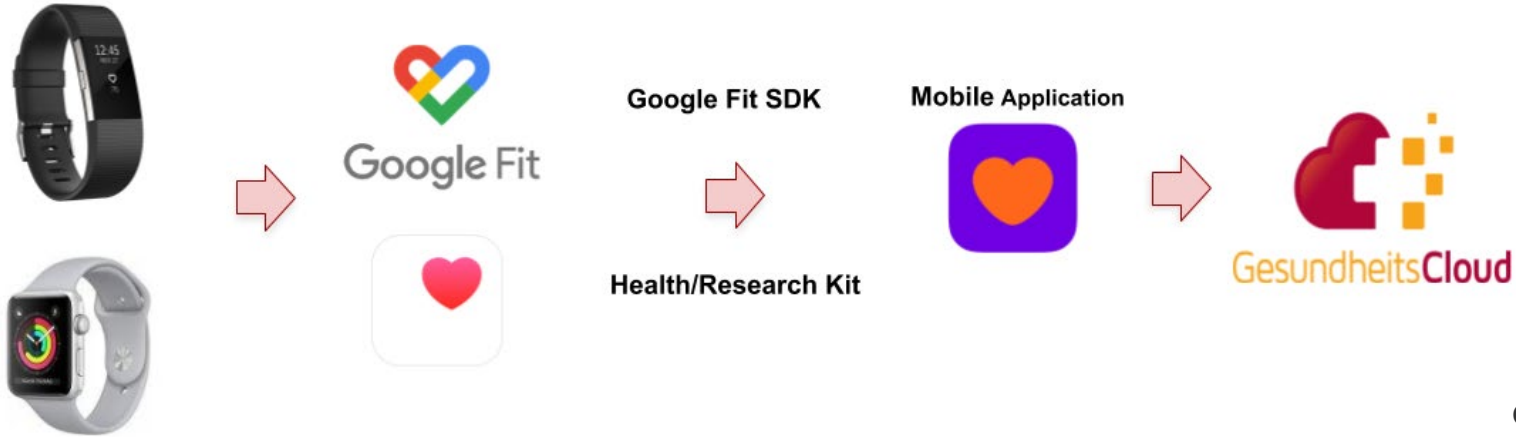 12:45
Google Fit
Google Fit SDK
Health/Research Kit
Mobile Application
GesundheitsCloud